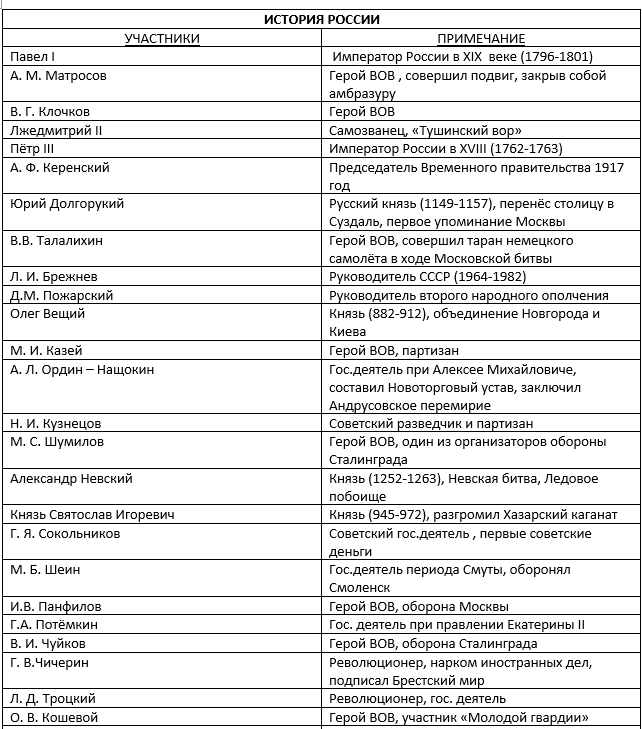 ИСТОРИЯ РОССИИ
УЧАСТНИКИ ПРИМЕЧАНИЕ
Павел I Император России в XIX веке (1796-1801)
А. М. Матросов Герой ВОВ , совершил подвиг, закрыв собой
амбразуру
В. Г. Клочков Герой ВОВ
Лжедмитрий II Самозванец, «Тушинский вор»
Пётр III Император России в XVIII (1762-1763)
А. Ф. Керенский Председатель Временного правительства 1917
год
Юрий Долгорукий Русский князь (1149-1157), перенёс столицу в
Суздаль, первое упоминание Москвы
В.В. Талалихин Герой ВОВ, совершил таран немецкого
самолёта в ходе Московской битвы
Л. И. Брежнев Руководитель СССР (1964-1982)
Д.М. Пожарский Руководитель второго народного ополчения
Олег Вещий Князь (882-912), объединение Новгорода и
Киева
М. И. Казей Герой ВОВ, партизан
А. Л. Ордин – Нащокин Гос.деятель при Алексее Михайловиче,
составил Новоторговый устав, заключил
Андрусовское перемирие
Н. И. Кузнецов Советский разведчик и партизан
М. С. Шумилов Герой ВОВ, один из организаторов обороны
Сталинграда
Александр Невский Князь (1252-1263), Невская битва, Ледовое
побоище
Князь Святослав Игоревич Князь (945-972), разгромил Хазарский каганат
Г. Я. Сокольников Советский гос.деятель , первые советские
деньги
М. Б. Шеин Гос.деятель периода Смуты, оборонял
Смоленск
И.В. Панфилов Герой ВОВ, оборона Москвы
Г.А. Потёмкин Гос. деятель при правлении Екатерины II
В. И. Чуйков Герой ВОВ, оборона Сталинграда
Г. В.Чичерин Революционер, нарком иностранных дел,
подписал Брестский мир
Л. Д. Троцкий Революционер, гос. деятель
О. В. Кошевой Герой ВОВ, участник «Молодой гвардии»